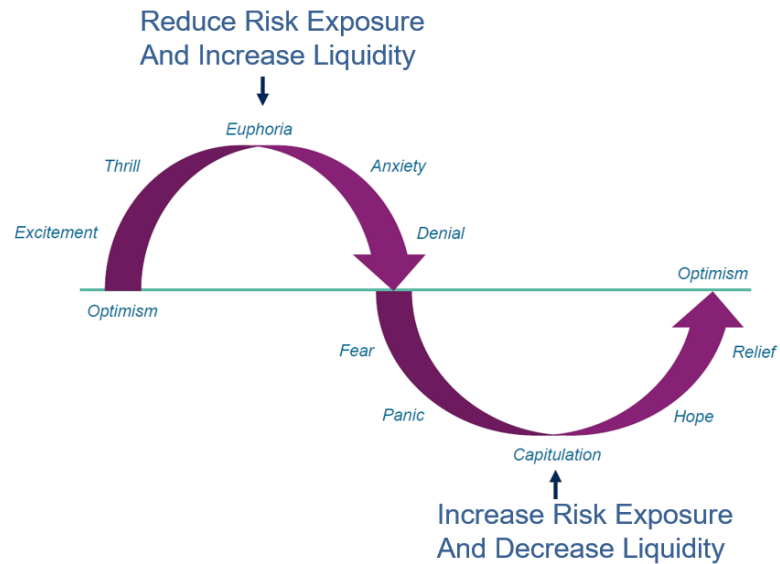 Reduce Risk Exposure
And Increase Liquidity
Euphoria
Thrill
Anxiety
Excitement
Denial
Optimism
Optimism
Fear
Relief
Panic
Hope
Capitulation
Increase Risk Exposure
And Decrease Liquidity